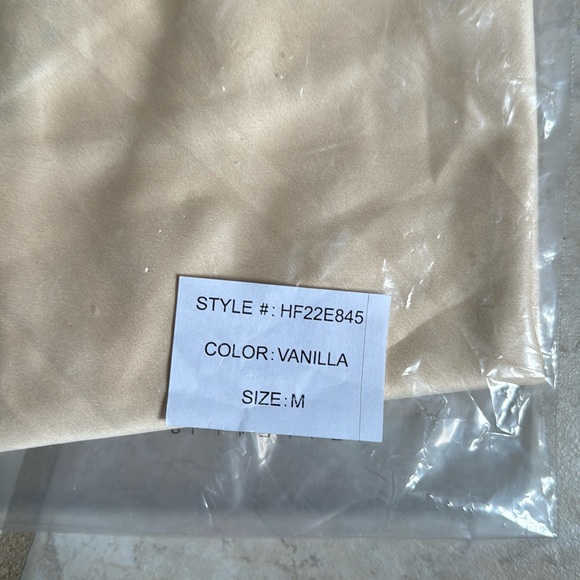 STYLE #: HF22E845
COLOR: VANILLA
SIZE: M